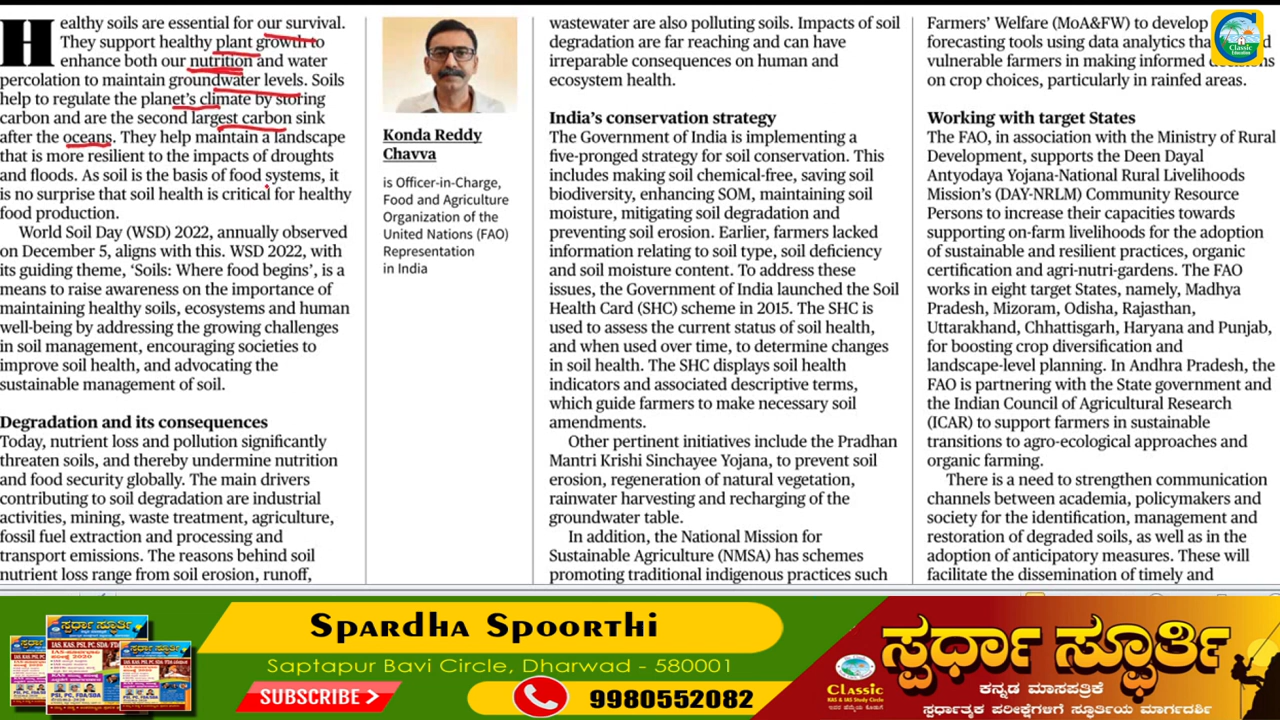 Healthy soils are essential for our survival.
They support healthy plant growth to
enhance both our nutrition and water
percolation to maintain groundwater levels. Soils
help to regulate the planet's climate by storing
carbon and are the second largest carbon sink
after the oceans. They help maintain a landscape
that is more resilient to the impacts of droughts
and floods. As soil is the basis of food systems, it
is no surprise that soil health is critical for healthy
food production.
World Soil Day (WSD) 2022, annually observed
on December 5, aligns with this. WSD 2022, with
its guiding theme, 'Soils: Where food begins', is a
means to raise awareness on the importance of
maintaining healthy soils, ecosystems and human
well-being by addressing the growing challenges
in soil management, encouraging societies to
improve soil health, and advocating the
sustainable management of soil.
Degradation and its consequences
Today, nutrient loss and pollution significantly
threaten soils, and thereby undermine nutrition
and food security globally. The main drivers
contributing to soil degradation are industrial
activities, mining, waste treatment, agriculture,
fossil fuel extraction and processing and
transport emissions. The reasons behind soil
nutrient loss range from soil erosion, runoff,
Konda Reddy
Chavva
is Officer-in-Charge,
Food and Agriculture
Organization of the
United Nations (FAO)
Representation
in India
wastewater are also polluting soils. Impacts of soil
degradation are far reaching and can have
irreparable consequences on human and
ecosystem health.
India's conservation strategy
The Government of India is implementing a
five-pronged strategy for soil conservation. This
includes making soil chemical-free, saving soil
biodiversity, enhancing SOM, maintaining soil
moisture, mitigating soil degradation and
preventing soil erosion. Earlier, farmers lacked
information relating to soil type, soil deficiency
and soil moisture content. To address these
issues, the Government of India launched the Soil
Health Card (SHC) scheme in 2015. The SHC is
used to assess the current status of soil health,
and when used over time, to determine changes
in soil health. The SHC displays soil health
indicators and associated descriptive terms,
which guide farmers to make necessary soil
amendments.
Other pertinent initiatives include the Pradhan
Mantri Krishi Sinchayee Yojana, to prevent soil
erosion, regeneration of natural vegetation,
rainwater harvesting and recharging of the
groundwater table.
In addition, the National Mission for
Sustainable Agriculture (NMSA) has schemes
promoting traditional indigenous practices such
Farmers' Welfare (MoA&FW) to develop
forecasting tools using data analytics
vulnerable farmers in making informed
on crop choices, particularly in rainfed areas.
Working with target States
The FAO, in association with the Ministry of Rural
Development, supports the Deen Dayal
Antyodaya Yojana-National Rural Livelihoods
Mission's (DAY-NRLM) Community Resource
Persons to increase their capacities towards
supporting on-farm livelihoods for the adoption
of sustainable and resilient practices, organic
certification and agri-nutri-gardens. The FAO
works in eight target States, namely, Madhya
Pradesh, Mizoram, Odisha, Rajasthan,
Uttarakhand, Chhattisgarh, Haryana and Punjab,
for boosting crop diversification and
landscape-level planning. In Andhra Pradesh, the
FAO is partnering with the State government and
the Indian Council of Agricultural Research
(ICAR) to support farmers in sustainable
transitions to agro-ecological approaches and
organic farming.
There is a need to strengthen communication
channels between academia, policymakers and
society for the identification, management and
restoration of degraded soils, as well as in the
adoption of anticipatory measures. These will
facilitate the dissemination of timely and
Classic
Education
Spardha Spoorthi
Saptapur Bavi Circle, Dharwad - 580001
SUBSCRIBE >
9980552082
ಸ್ಪರ್ಧಾ ಸ್ಫೂರ್ತಿ
IAS, KAS, PSI, PC, SDA/FDA
Classic
KAS & IAS Study Circle
ಸ್ಪರ್ಧಾ ಸ್ಫೂರ್ತಿ
ಕನ್ನಡ ಮಾಸಪತ್ರಿಕೆ
ಸ್ಪರ್ಧಾತ್ಮಕ ಪರೀಕ್ಷೆಗಳಿಗೆ ಸ್ಫೂರ್ತಿಯ ಮಾರ್ಗದರ್ಶಿ